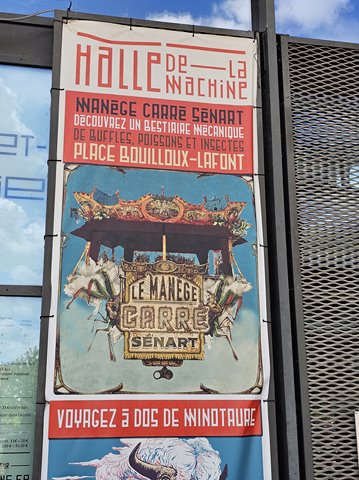 HALLE DE LA MACHINE
MANÈGE CARRÉ SÉNART
DÉCOUVREZ UN BESTIAIRE MÉCANIQUE
DE BUFFLES, POISSONS ET INSECTES
PLACE BOUILLOUX-LAFONT
LE MANÈGE
CARRÉ
SÉNART
VOYAGEZ À DOS DE MINOTAURE